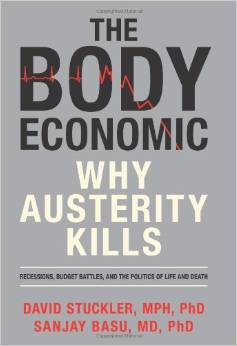 THE
BODY
ECONOMIC
WHY
AUSTERITY
KILLS
RECESSIONS, BUDGET BATTLES, AND THE POLITICS OF LIFE AND DEATH
DAVID STUCKLER, MPH, PhD
SANJAY BASU, MD, PhD